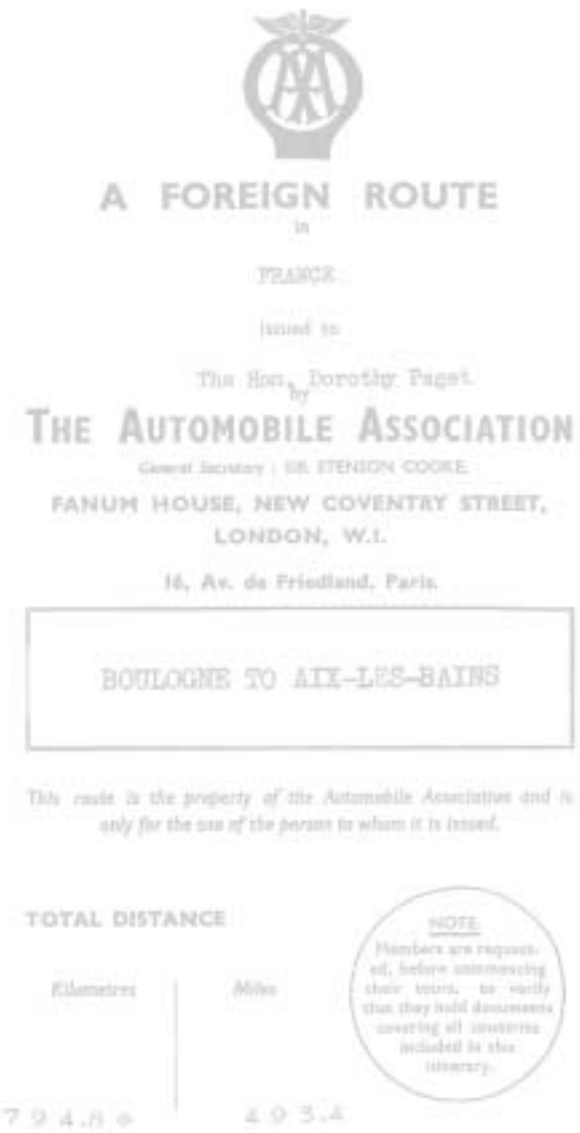 AA
A FOREIGN ROUTE
in
FRANCE
issued to
The Hon. Dorothy Paget.
by
THE AUTOMOBILE ASSOCIATION
General Secretary : SIR STENSON COOKE.
FANUM HOUSE, NEW COVENTRY STREET,
LONDON, W.1.
16, Av. de Friedland, Paris.
BOULOGNE TO AIX-LES-BAINS
This route is the property of the Automobile Association and is
only for the use of the person to whom it is issued.
TOTAL DISTANCE
Kilometres
Miles
794.8
493.4
NOTE.
Members are request-
ed, before commencing
their tours, to verify
that they hold documents
covering all countries
included in this
itinerary.